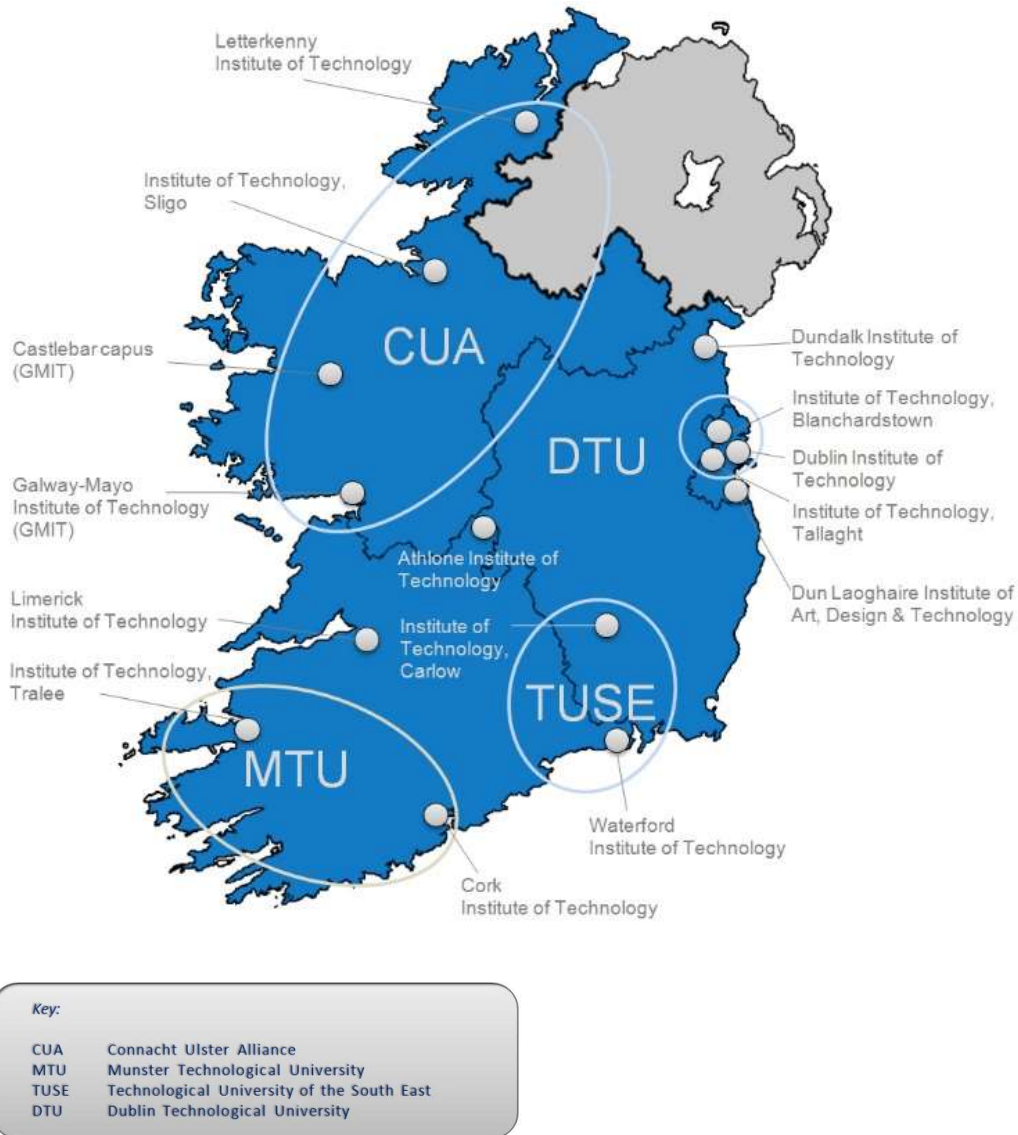 Letterkenny
Institute of Technology
Institute of Technology,
Sligo
CUA
Castlebar capus
(GMIT)
Dundalk Institute of
Technology
Institute of Technology,
Blanchardstown
DTU
Dublin Institute of
Technology
Galway-Mayo
Institute of Technology
(GMIT)
Institute of Technology,
Tallaght
Athlone Institute of
Technology
Dun Laoghaire Institute of
Art, Design & Technology
Limerick
Institute of Technology
Institute of
Technology,
Carlow
Institute of Technology,
Tralee
TUSE
MTU
Waterford
Institute of Technology
Cork
Institute of Technology
Key:
CUA Connacht Ulster Alliance
MTU Munster Technological University
TUSE Technological University of the South East
DTU Dublin Technological University